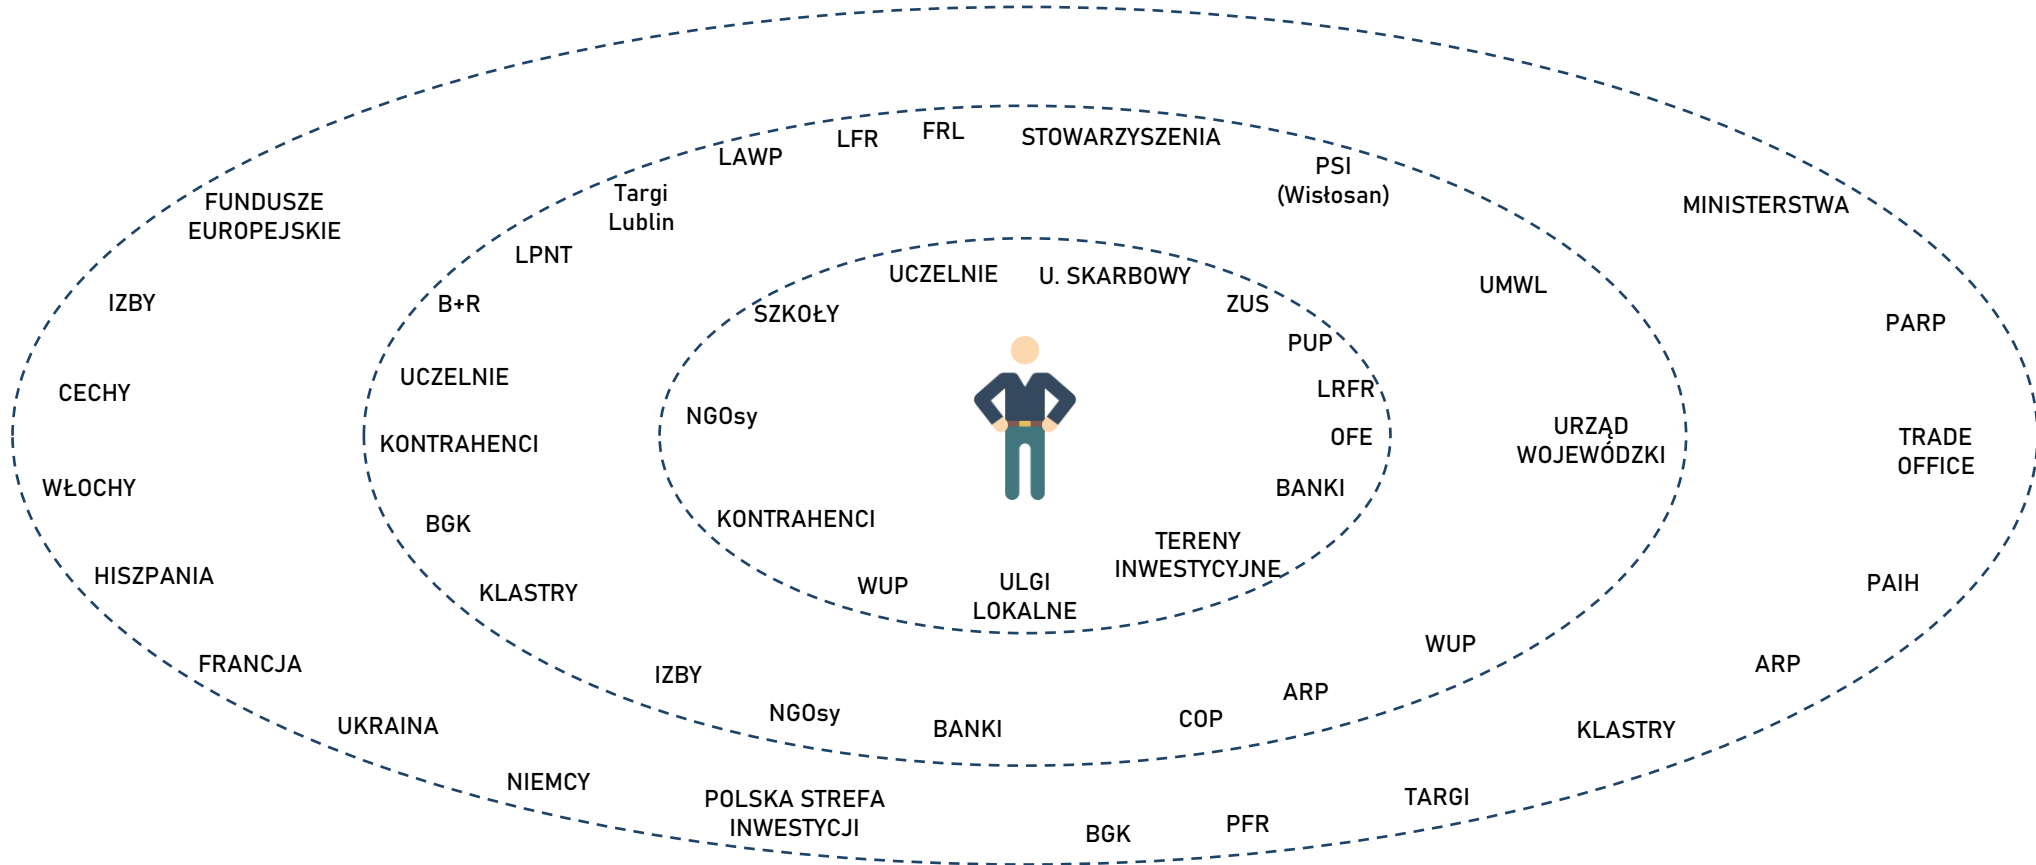 LFR
FRL
STOWARZYSZENIA
LAWP
PSI
(Wisłosan)
Targi
Lublin
FUNDUSZE
EUROPEJSKIE
MINISTERSTWA
LPNT
UCZELNIE
U. SKARBOWY
UMWL
IZBY
B+R
SZKOŁY
ZUS
PARP
PUP
CECHY
UCZELNIE
LRFR
NGOsy
KONTRAHENCI
OFE
URZĄD
WOJEWÓDZKI
TRADE
OFFICE
WŁOCHY
BANKI
BGK
KONTRAHENCI
TERENY
INWESTYCYJNE
HISZPANIA
KLASTRY
WUP
ULGI
LOKALNE
PAIH
FRANCJA
IZBY
WUP
ARP
ARP
UKRAINA
NGOsy
BANKI
COP
KLASTRY
NIEMCY
POLSKA STREFA
INWESTYCJI
BGK
PFR
TARGI